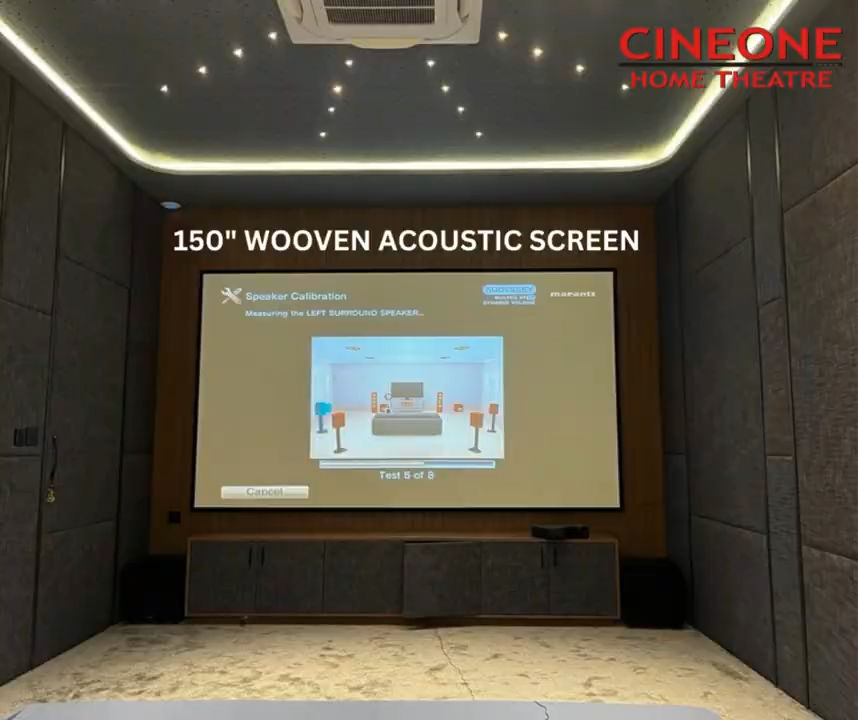 CINEONE
HOME THEATRE
150" WOOVEN ACOUSTIC SCREEN
Speaker Calibration
Measuring the LEFT SURROUND SPEAKER...
AUDYSSEY
marantz
Test 5 of 8
Cancel